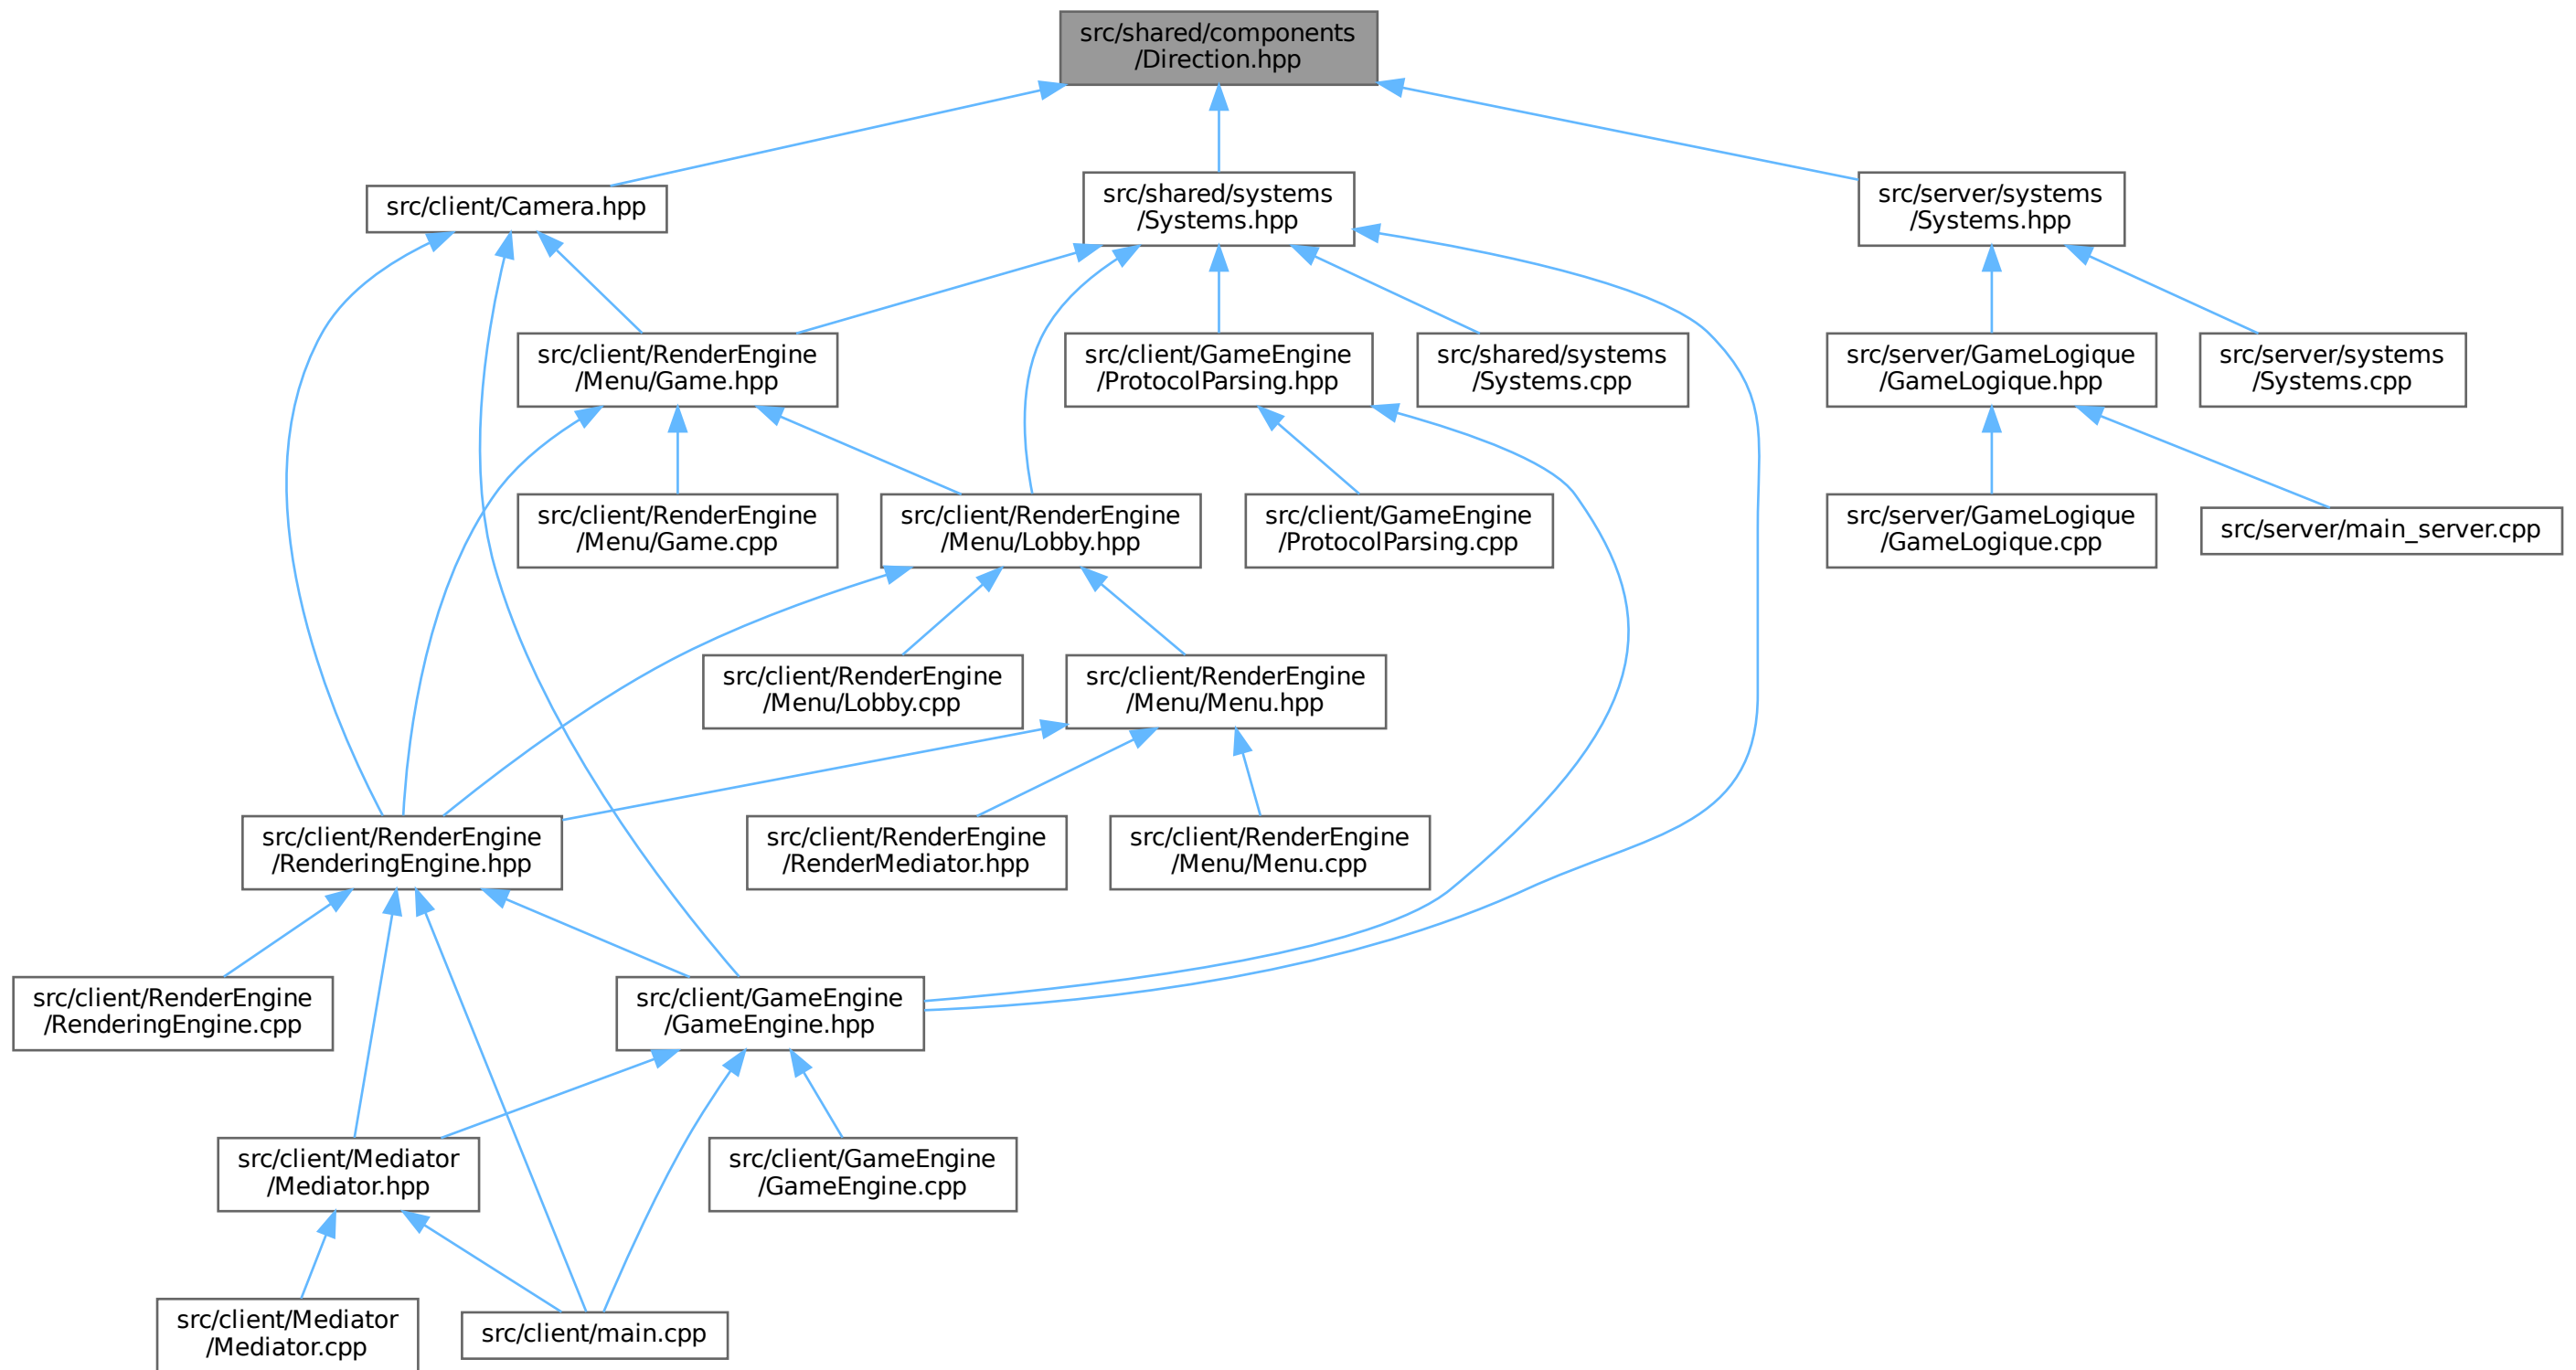 src/shared/components
/Direction.hpp
src/client/Camera.hpp
src/shared/systems
/Systems.hpp
src/server/systems
/Systems.hpp
src/client/RenderEngine
/Menu/Game.hpp
src/client/GameEngine
/ProtocolParsing.hpp
src/shared/systems
/Systems.cpp
src/server/GameLogique
/GameLogique.hpp
src/server/systems
/Systems.cpp
src/client/RenderEngine
/Menu/Game.cpp
src/client/RenderEngine
/Menu/Lobby.hpp
src/client/GameEngine
/ProtocolParsing.cpp
src/server/GameLogique
/GameLogique.cpp
src/server/main_server.cpp
src/client/RenderEngine
/Menu/Lobby.cpp
src/client/RenderEngine
/Menu/Menu.hpp
src/client/RenderEngine
/RenderingEngine.hpp
src/client/RenderEngine
/RenderMediator.hpp
src/client/RenderEngine
/Menu/Menu.cpp
src/client/RenderEngine
/RenderingEngine.cpp
src/client/GameEngine
/GameEngine.hpp
src/client/Mediator
/Mediator.hpp
src/client/GameEngine
/GameEngine.cpp
src/client/Mediator
/Mediator.cpp
src/client/main.cpp